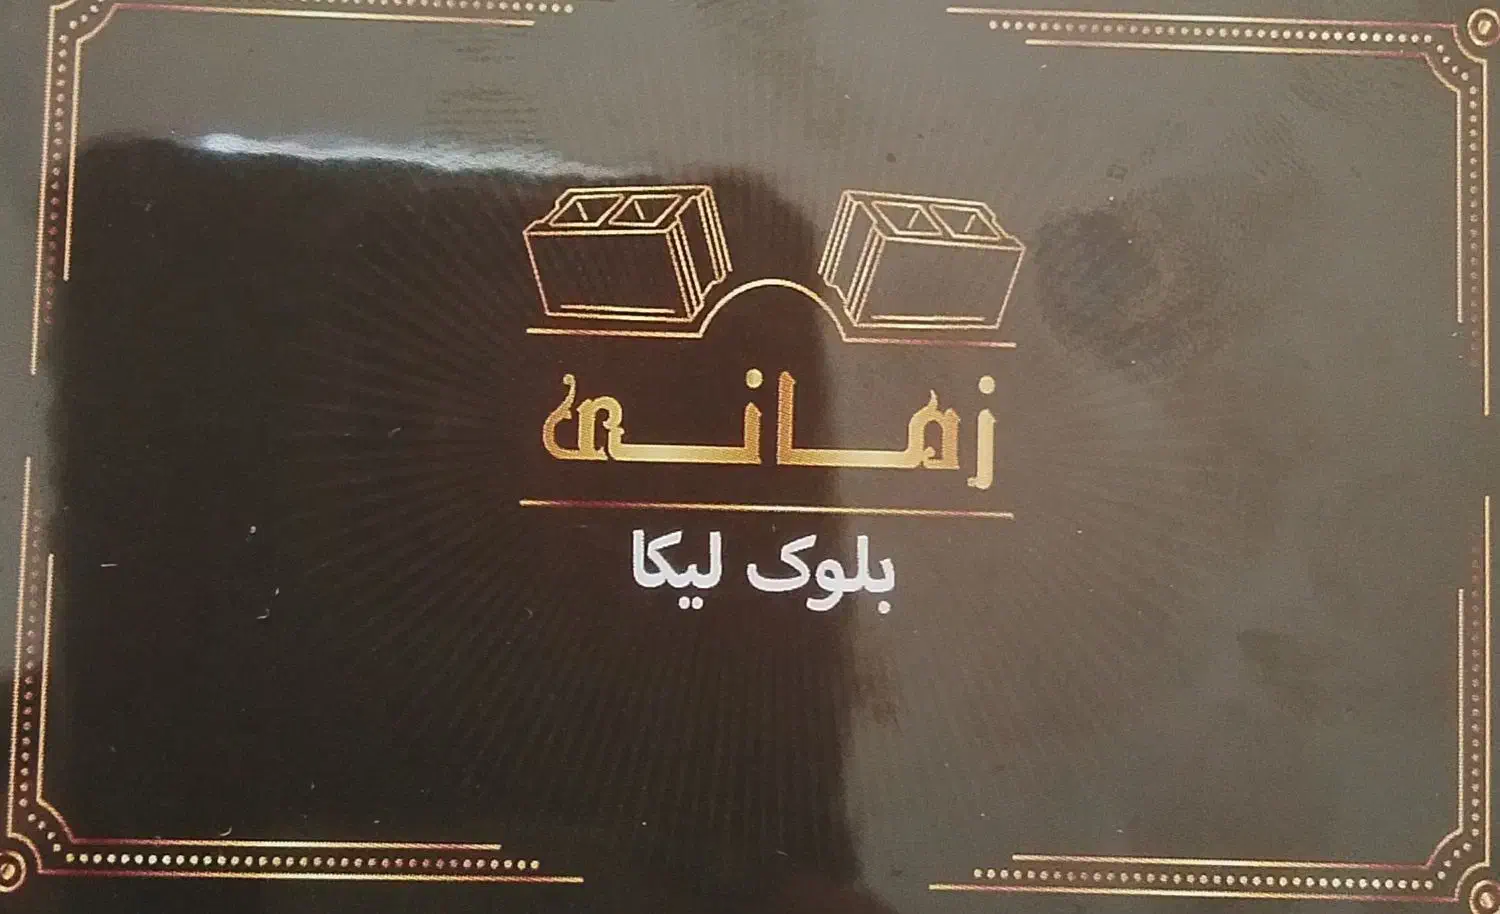 زمانی
بلوک لیکا